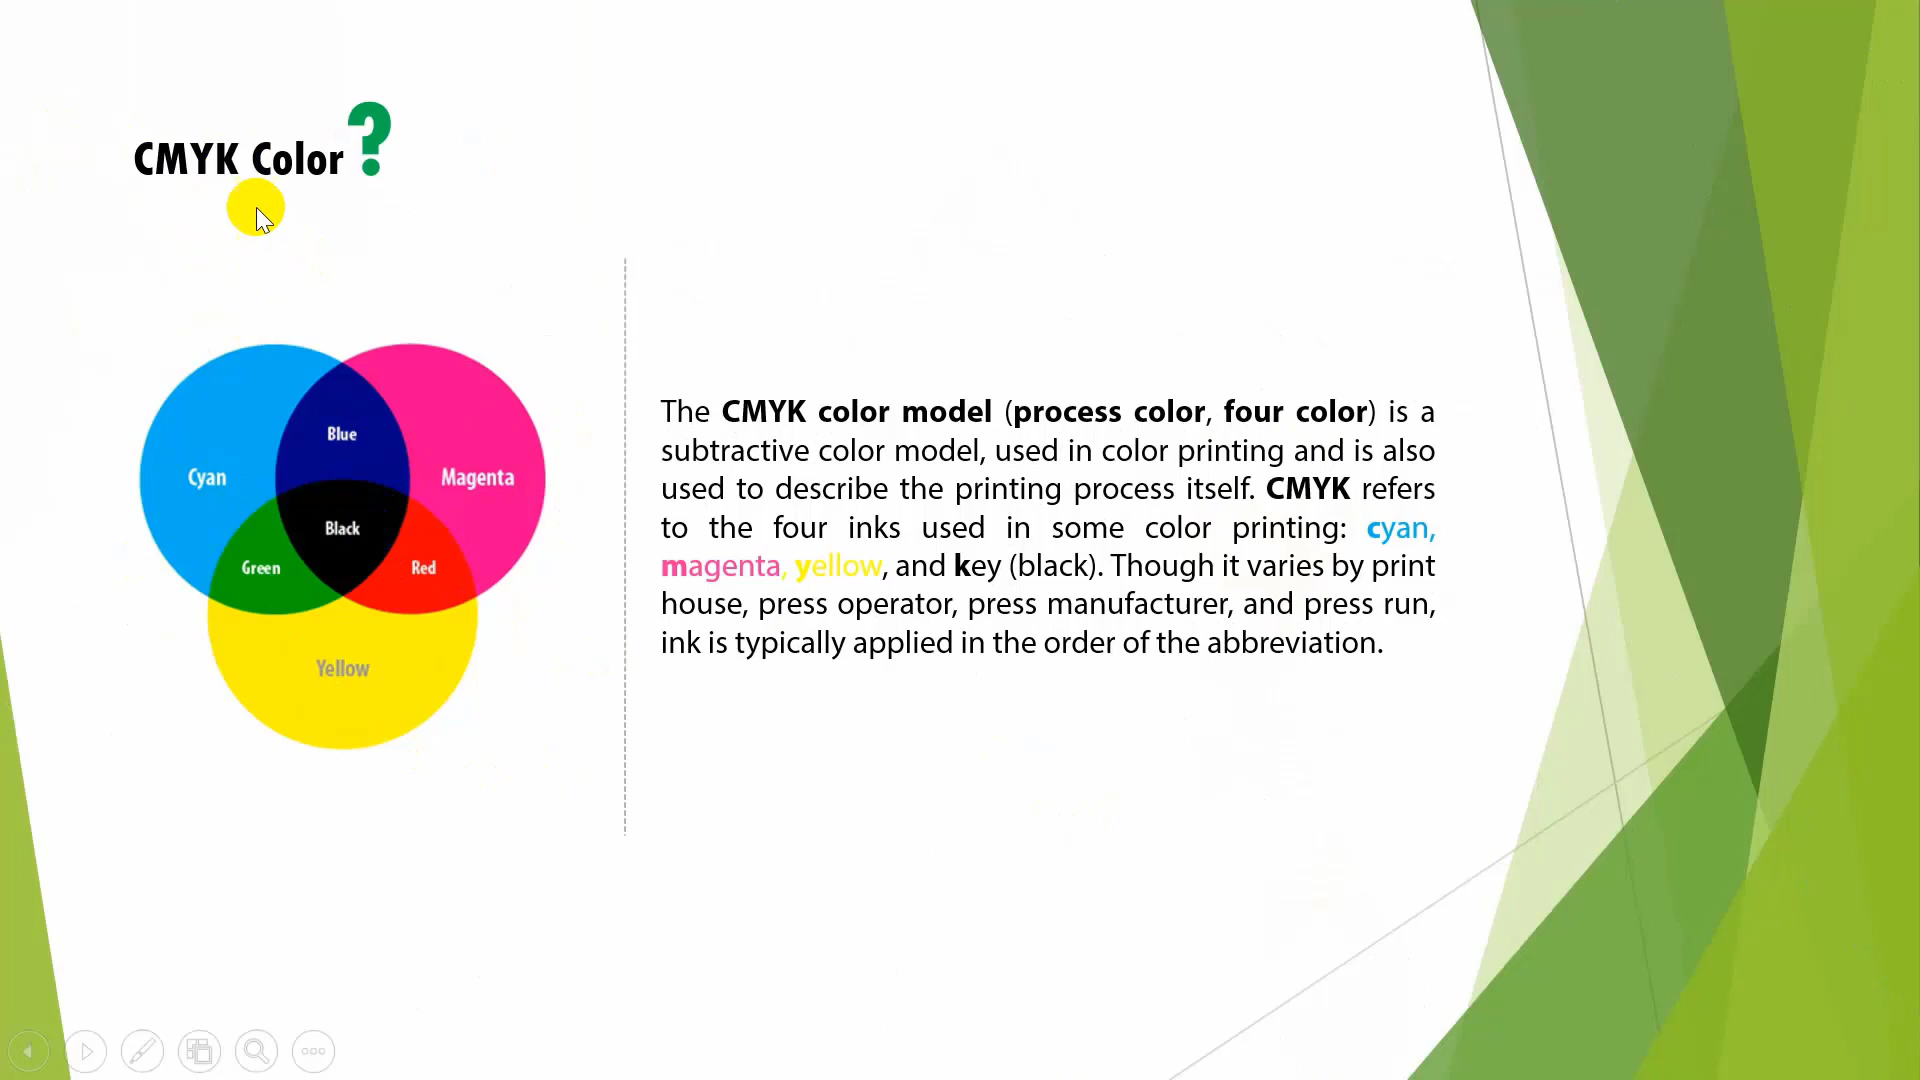 CMYK Color?
Blue
Cyan
Magenta
Black
Green
Red
Yellow
The CMYK color model (process color, four color) is a
subtractive color model, used in color printing and is also
used to describe the printing process itself. CMYK refers
to the four inks used in some color printing: cyan,
magenta, yellow, and key (black). Though it varies by print
house, press operator, press manufacturer, and press run,
ink is typically applied in the order of the abbreviation.